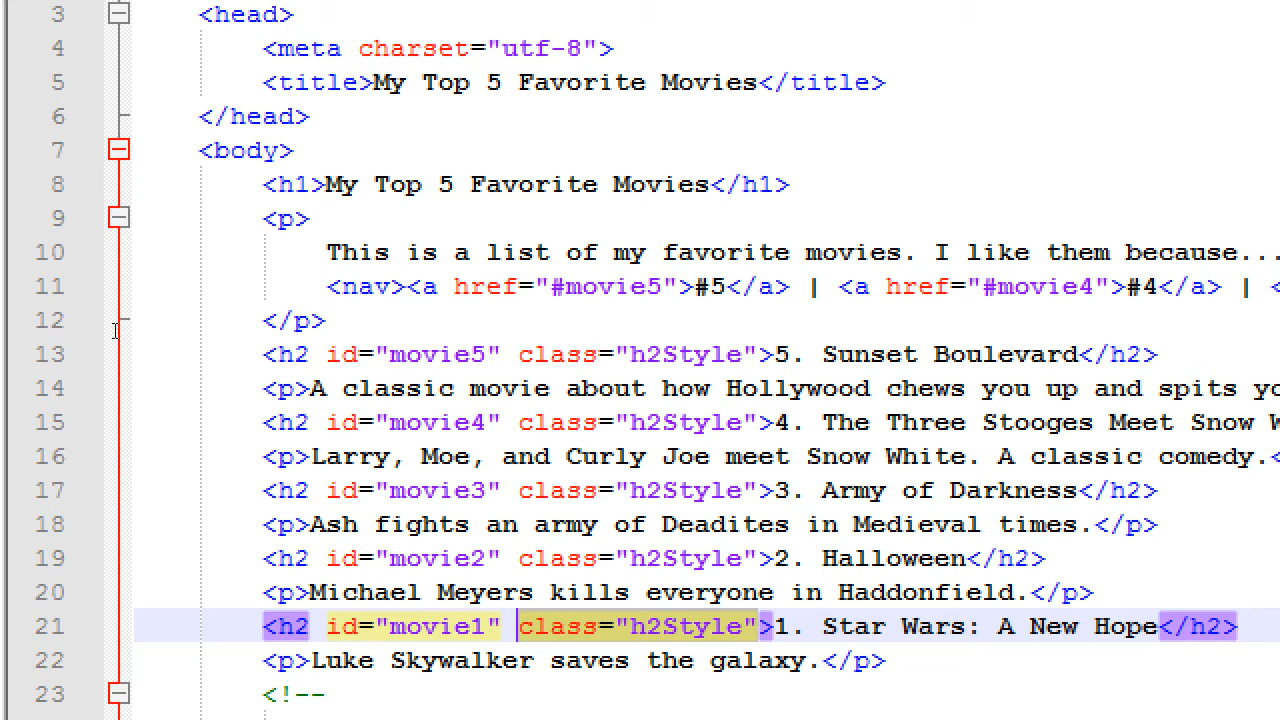 3 <head>
4 <meta charset="utf-8">
5 <title>My Top 5 Favorite Movies</title>
6 </head>
7 <body>
8 <h1>My Top 5 Favorite Movies</h1>
9 <p>
10 This is a list of my favorite movies. I like them because...
11 <nav><a href="#movie5">#5</a> | <a href="#movie4">#4</a> | <
12 </p>
13 <h2 id="movie5" class="h2Style">5. Sunset Boulevard</h2>
14 <p>A classic movie about how Hollywood chews you up and spits yo
15 <h2 id="movie4" class="h2Style">4. The Three Stooges Meet Snow W
16 <p>Larry, Moe, and Curly Joe meet Snow White. A classic comedy.<
17 <h2 id="movie3" class="h2Style">3. Army of Darkness</h2>
18 <p>Ash fights an army of Deadites in Medieval times.</p>
19 <h2 id="movie2" class="h2Style">2. Halloween</h2>
20 <p>Michael Meyers kills everyone in Haddonfield.</p>
21 <h2 id="movie1" class="h2Style">1. Star Wars: A New Hope</h2>
22 <p>Luke Skywalker saves the galaxy.</p>
23 <!--